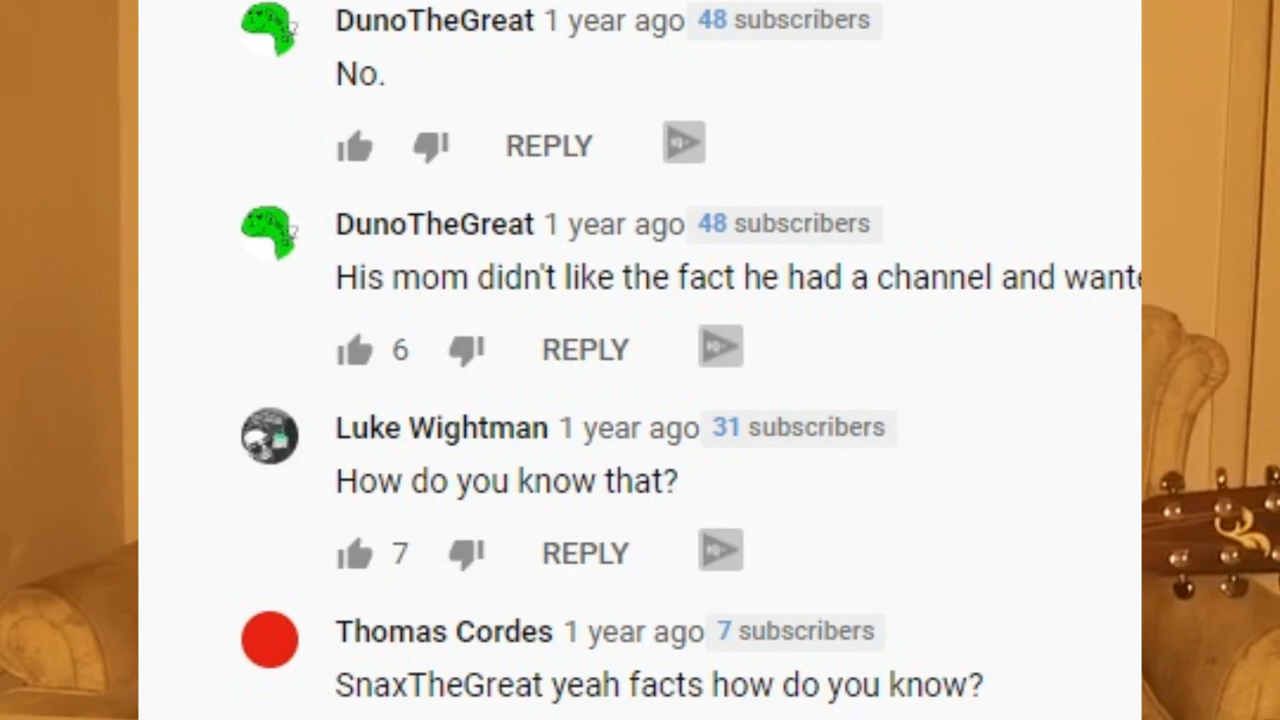 DunoTheGreat 1 year ago 48 subscribers
No.
REPLY
DunoTheGreat 1 year ago 48 subscribers
His mom didn't like the fact he had a channel and wante
6 REPLY
Luke Wightman 1 year ago 31 subscribers
How do you know that?
7 REPLY
Thomas Cordes 1 year ago 7 subscribers
SnaxTheGreat yeah facts how do you know?